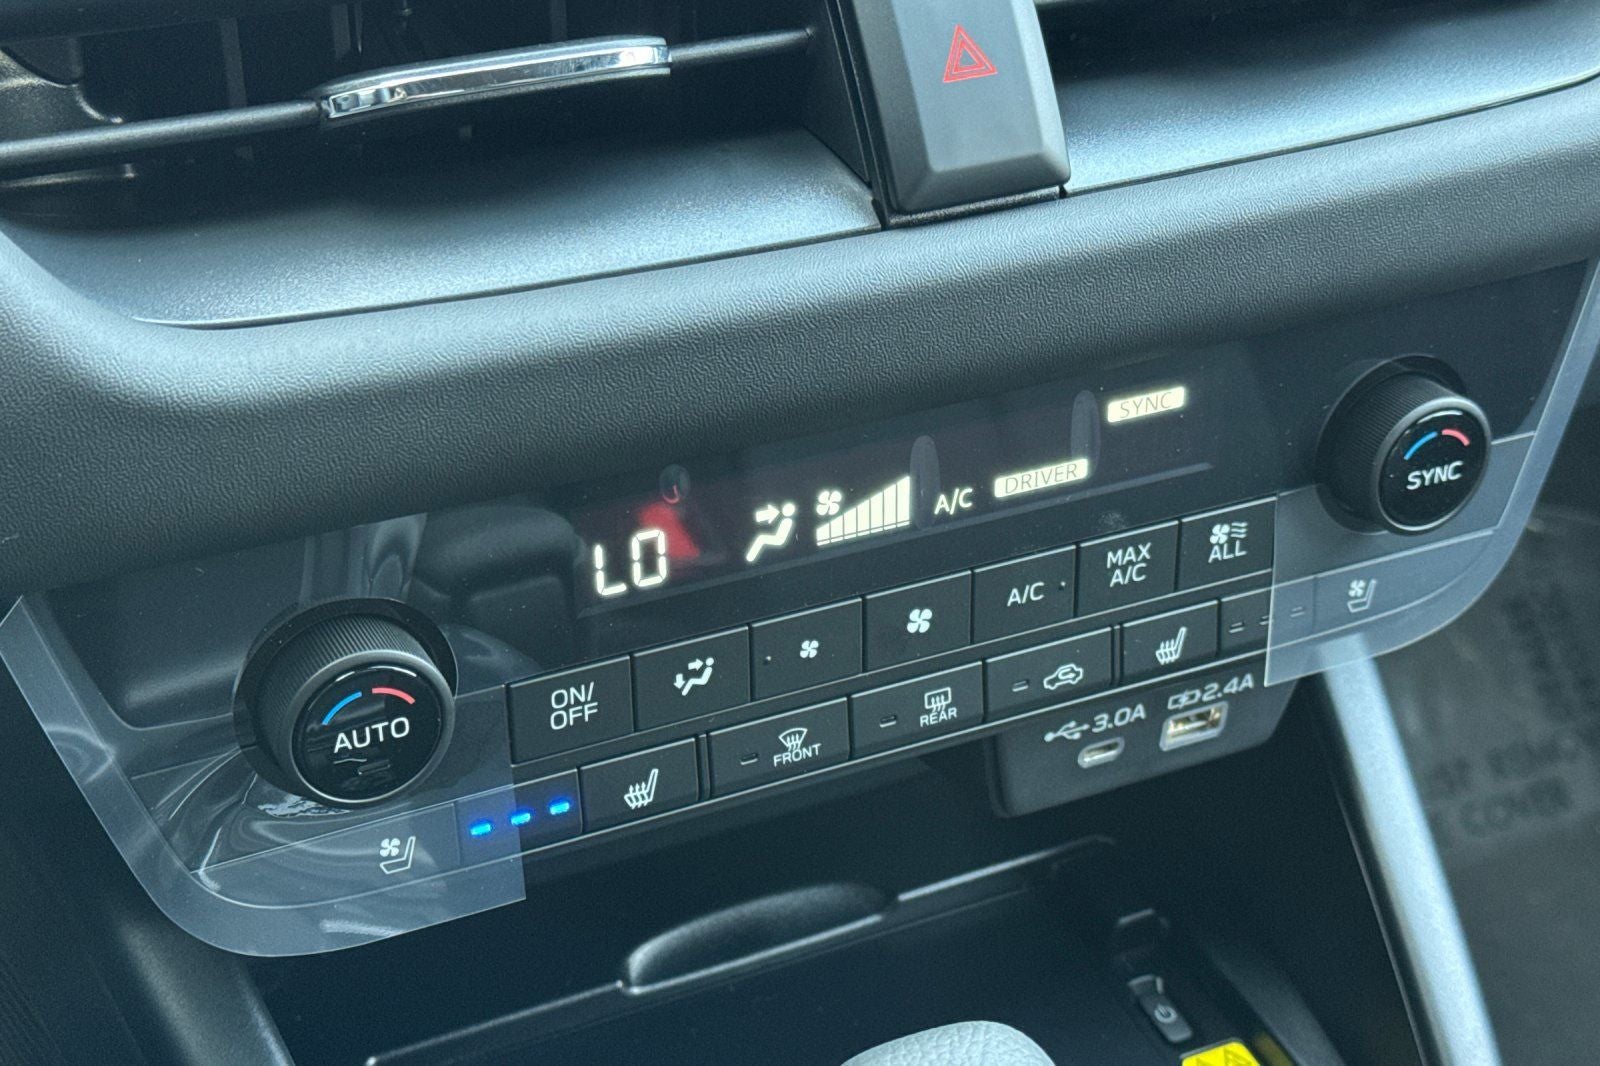 SYNC
DRIVER
A/C
LO
SYNC
ALL
MAX
A/C
A/C
ON/
OFF
AUTO
REAR
FRONT
3.0A
2.4A